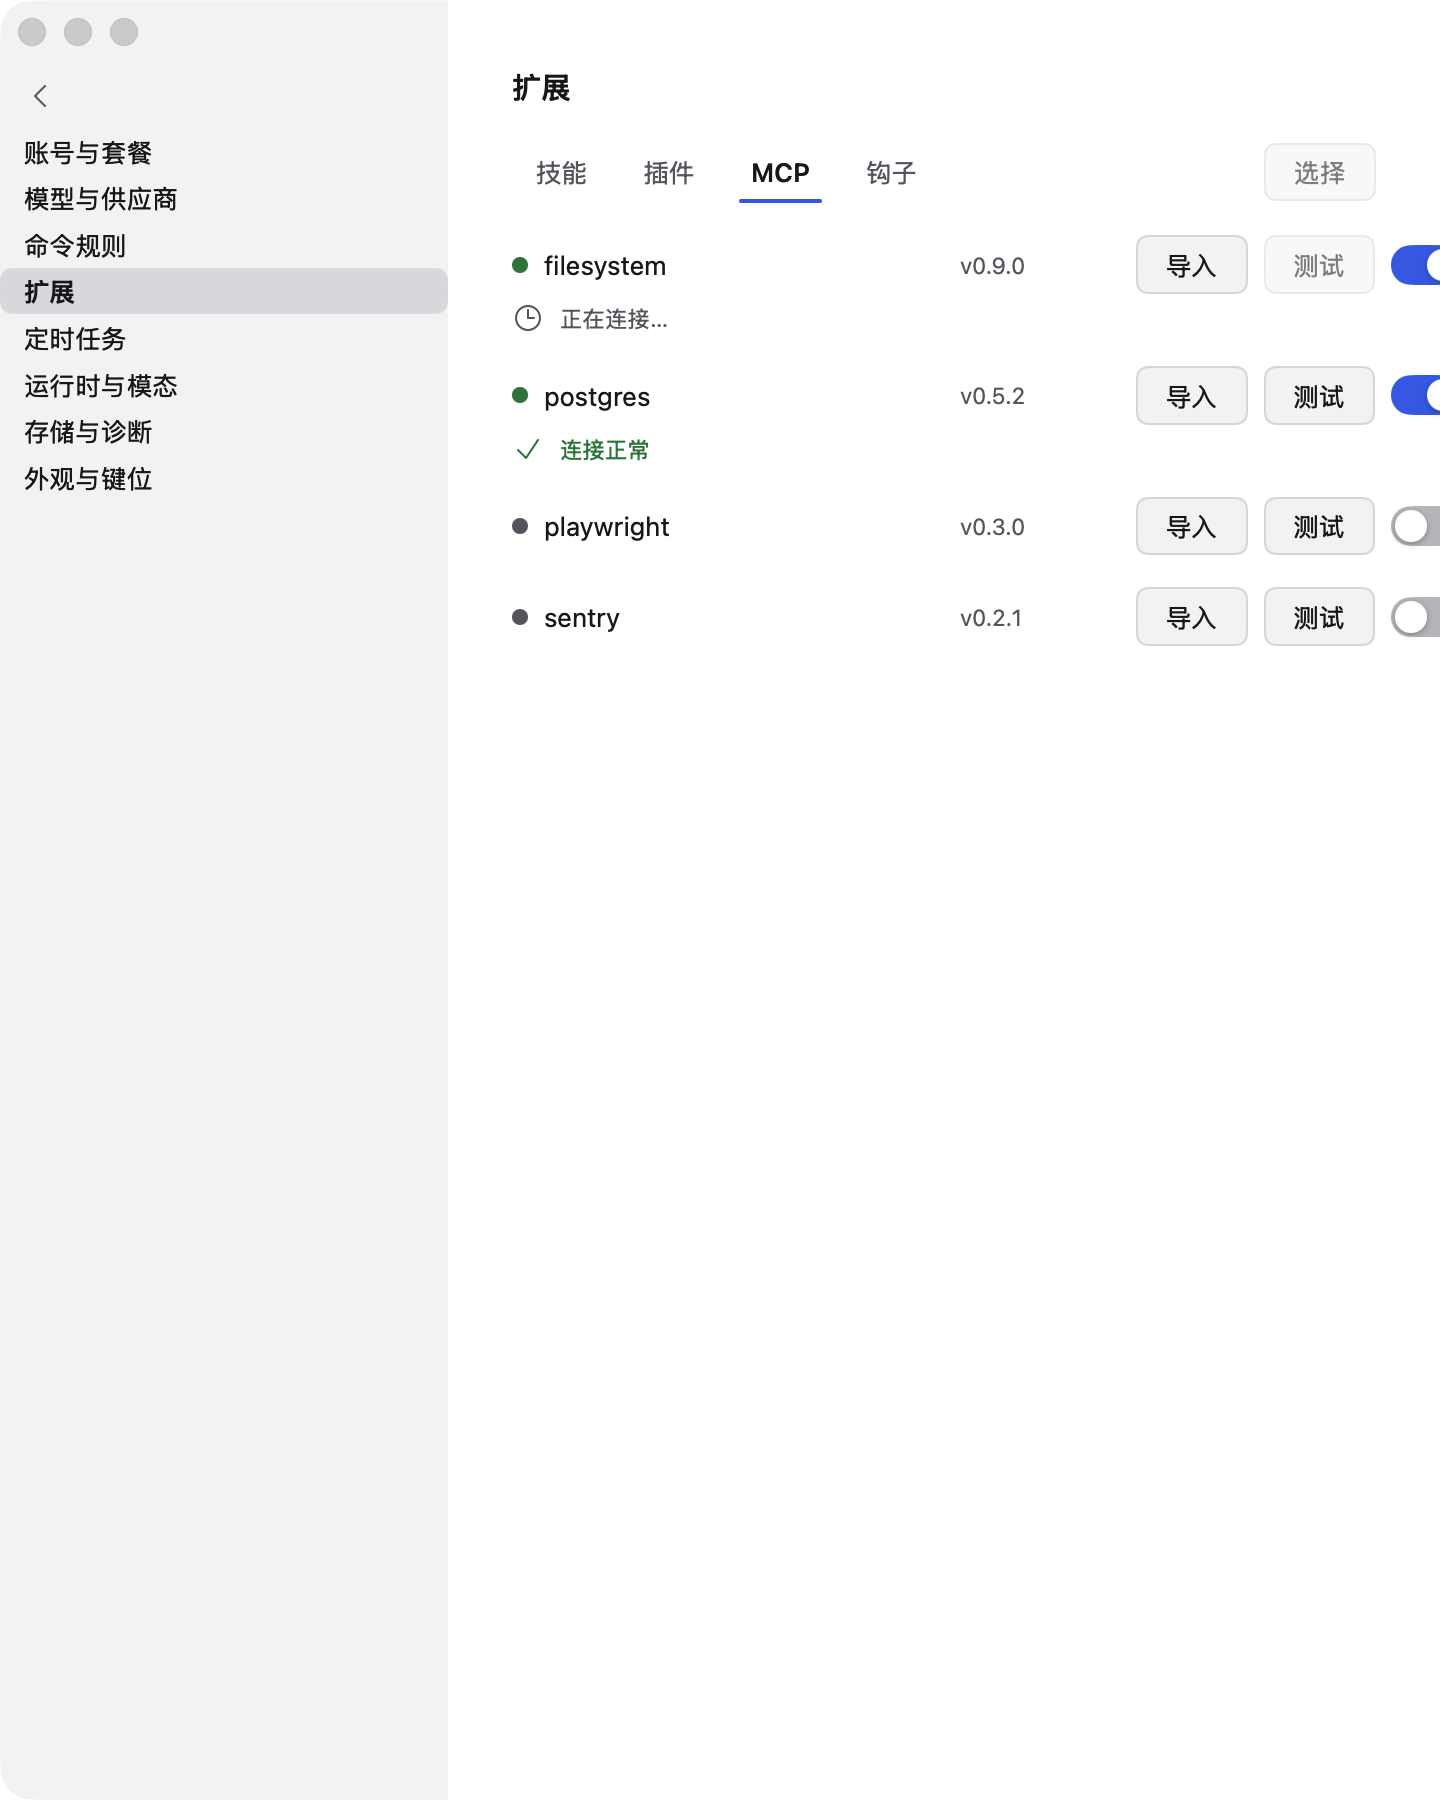 扩展
账号与套餐
模型与供应商
命令规则
扩展
定时任务
运行时与模态
存储与诊断
外观与键位
技能 插件 MCP 钩子 选择
filesystem v0.9.0 导入 测试
正在连接...
postgres v0.5.2 导入 测试
连接正常
playwright v0.3.0 导入 测试
sentry v0.2.1 导入 测试